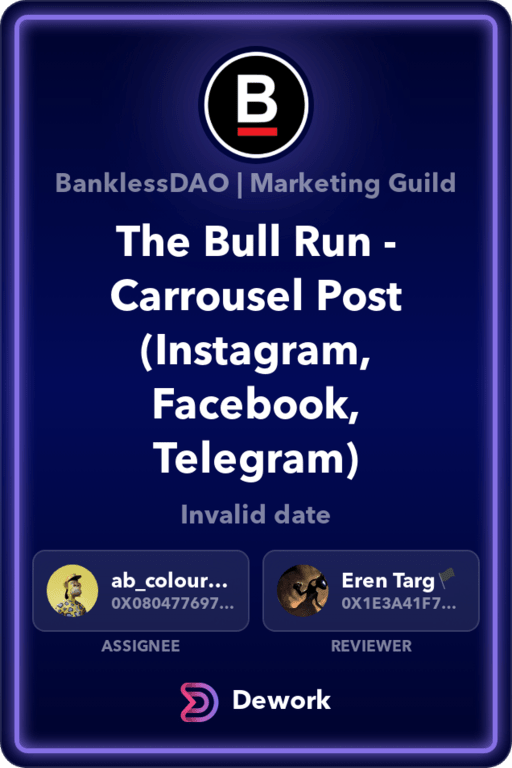 B
BanklessDAO | Marketing Guild
The Bull Run -
Carrousel Post
(Instagram,
Facebook,
Telegram)
Invalid date
ab_colour...
0X080477697...
ASSIGNEE
Eren Targ🏴
0X1E3A41F7...
REVIEWER
Dework